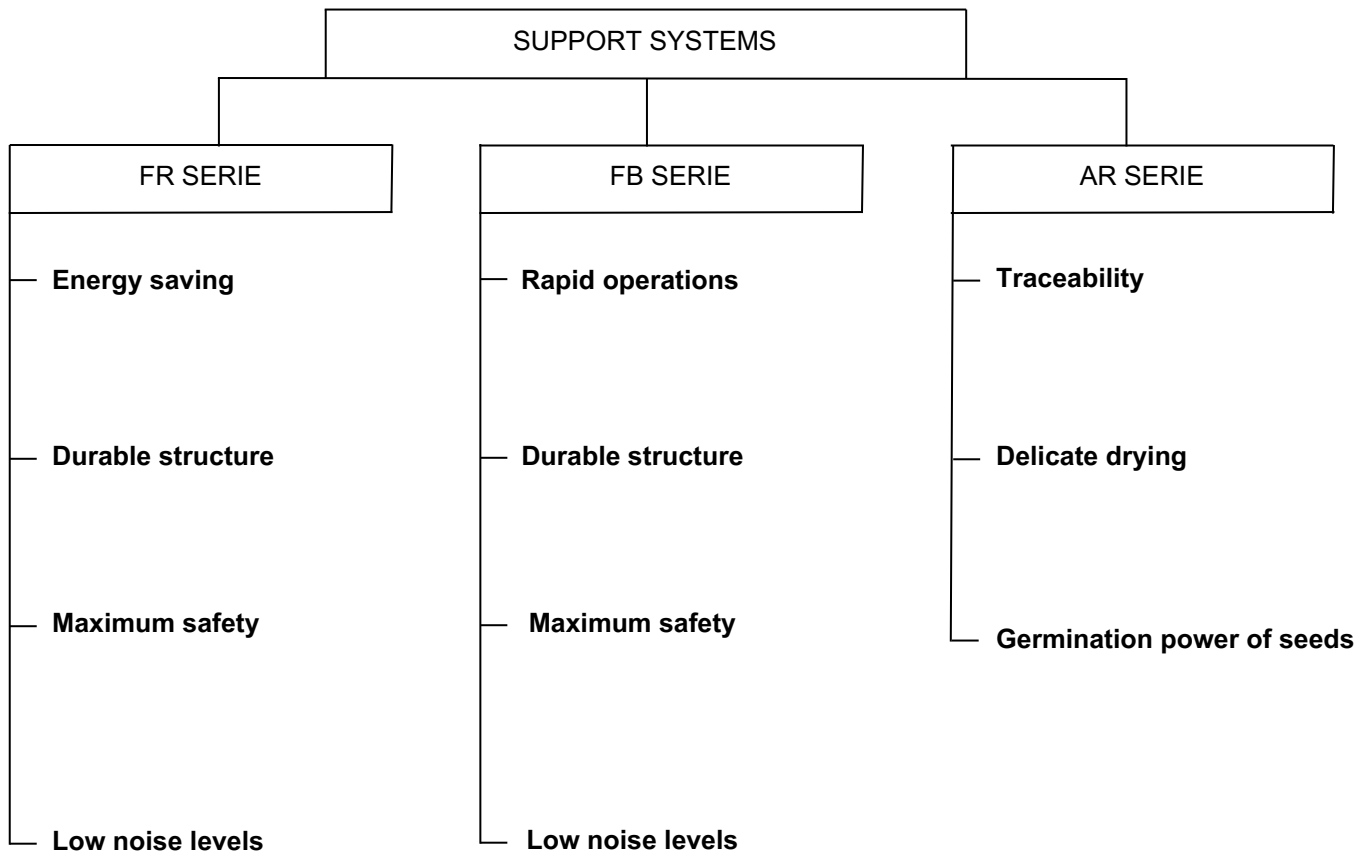 SUPPORT SYSTEMS
FR SERIE
Energy saving
Durable structure
Maximum safety
Low noise levels
FB SERIE
Rapid operations
Durable structure
Maximum safety
Low noise levels
AR SERIE
Traceability
Delicate drying
Germination power of seeds